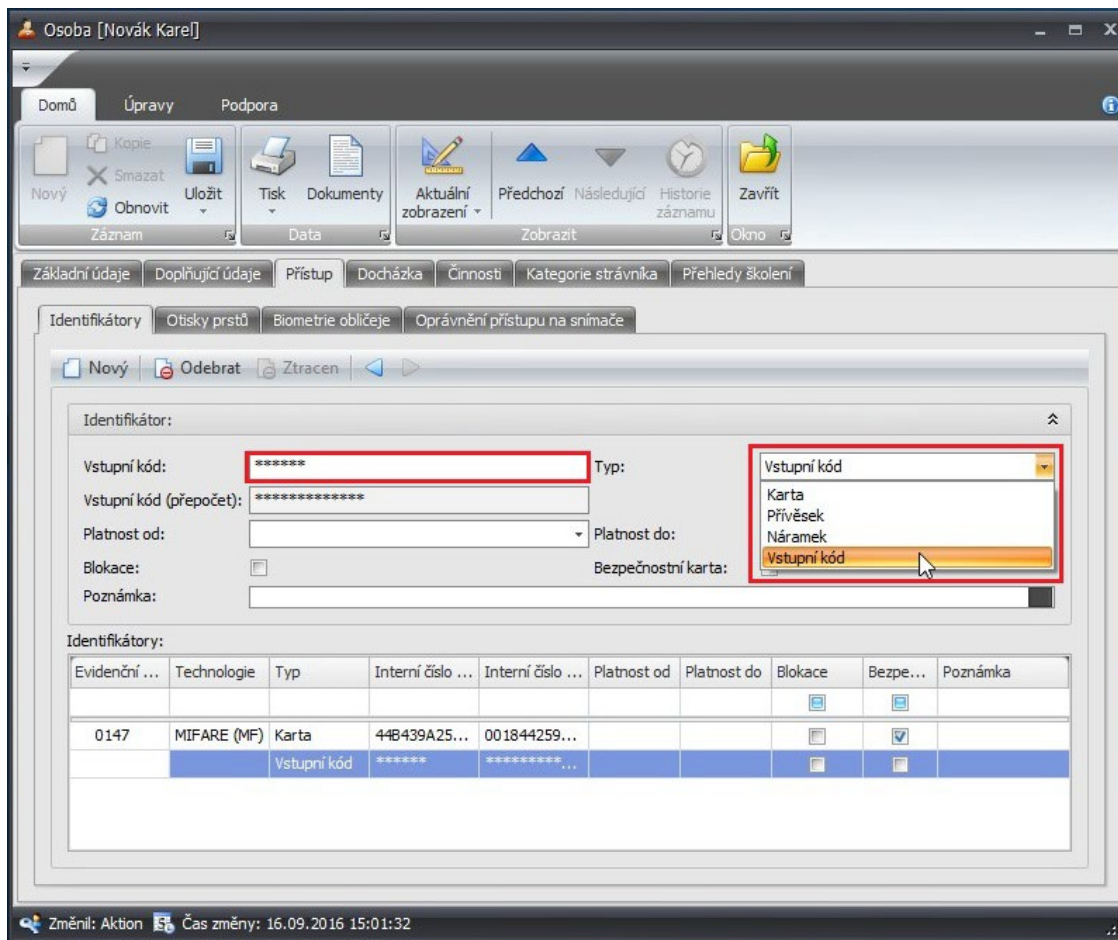 Osoba [Novák Karel]
Domů Úpravy Podpora
Nový Kopie Smazat Obnovit Uložit Tisk Dokumenty Aktuální zobrazení Předchozí Následující Historie záznamu Zavřít
Záznam Data Zobrazit Okno
Základní údaje Doplňující údaje Přístup Docházka Činnosti Kategorie strávníka Přehledy školení
Identifikátory Otisky prstů Biometrie obličeje Oprávnění přístupu na snímače
Nový Odebrat Ztracen
Identifikátor:
Vstupní kód: ****** Typ: Vstupní kód
Karta
Vstupní kód (přepočet): *************
Přívěsek
Platnost od: Platnost do: Náramek
Blokace: Bezpečnostní karta: Vstupní kód
Poznámka:
Identifikátory:
Evidenční ... Technologie Typ Interní číslo ... Interní číslo ... Platnost od Platnost do Blokace Bezpe... Poznámka
0147 MIFARE (MF) Karta 44B439A25... 001844259...
Vstupní kód ****** *********...
Změnil: Aktion Čas změny: 16.09.2016 15:01:32